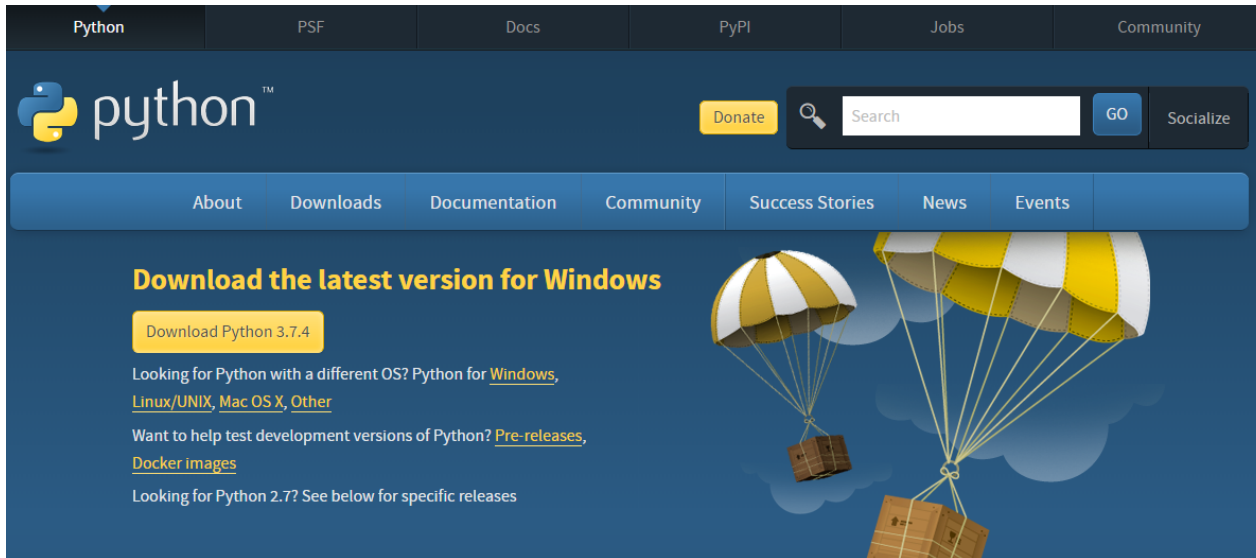 Python PSF Docs PyPI Jobs Community
python™ Donate Search GO Socialize
About Downloads Documentation Community Success Stories News Events
Download the latest version for Windows
Download Python 3.7.4
Looking for Python with a different OS? Python for Windows,
Linux/UNIX, Mac OS X, Other
Want to help test development versions of Python? Pre-releases,
Docker images
Looking for Python 2.7? See below for specific releases